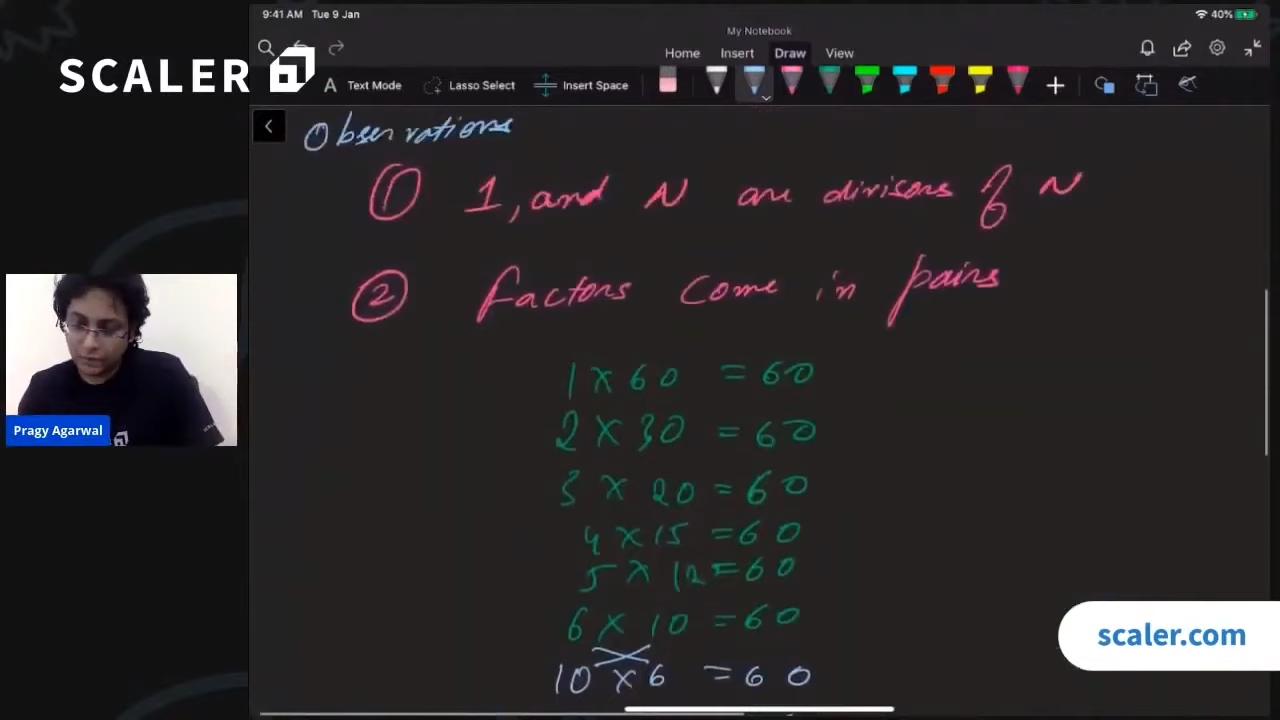 9:41 AM Tue 9 Jan
40%
My Notebook
Home Insert Draw View
SCALER
A Text Mode Lasso Select Insert Space
Observations
① 1, and N are divisons of N
② factors come in pairs
1 x 60 = 60
2 x 30 = 60
3 x 20 = 60
4 x 15 = 60
5 x 12 = 60
6 x 10 = 60
10 x 6 = 60
Pragy Agarwal
scaler.com